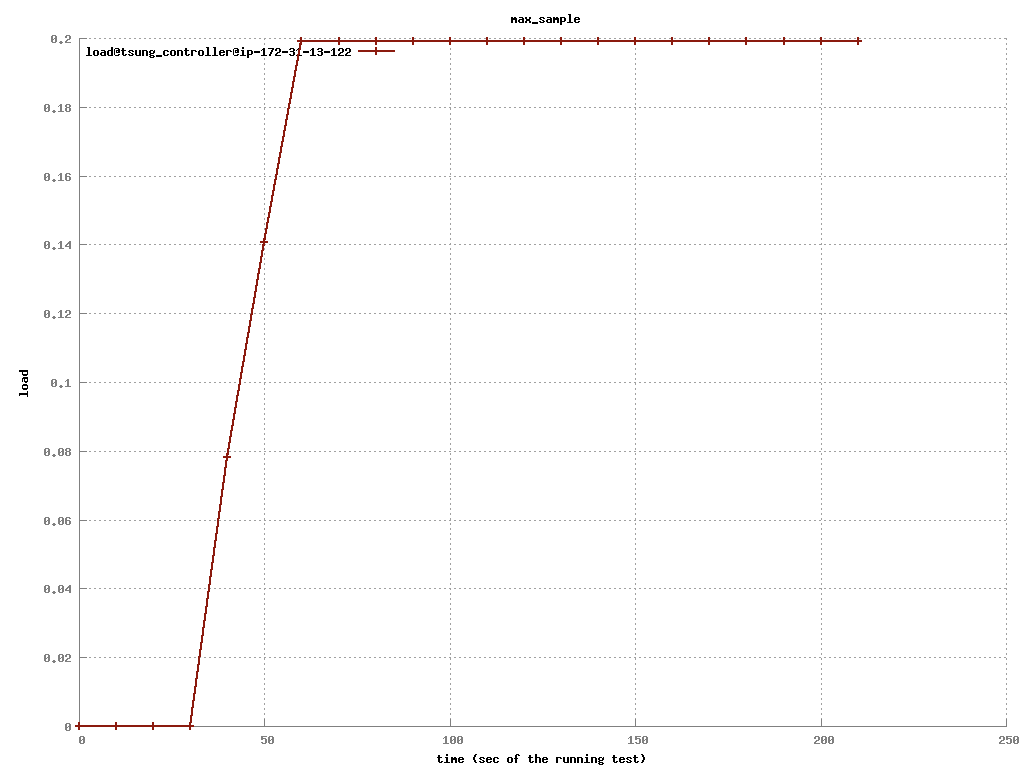 max_sample
load@tsung_controller@ip-172-31-13-122
0.2
0.18
0.16
0.14
0.12
0.1
0.08
0.06
0.04
0.02
0
load
0 50 100 150 200 250
time (sec of the running test)